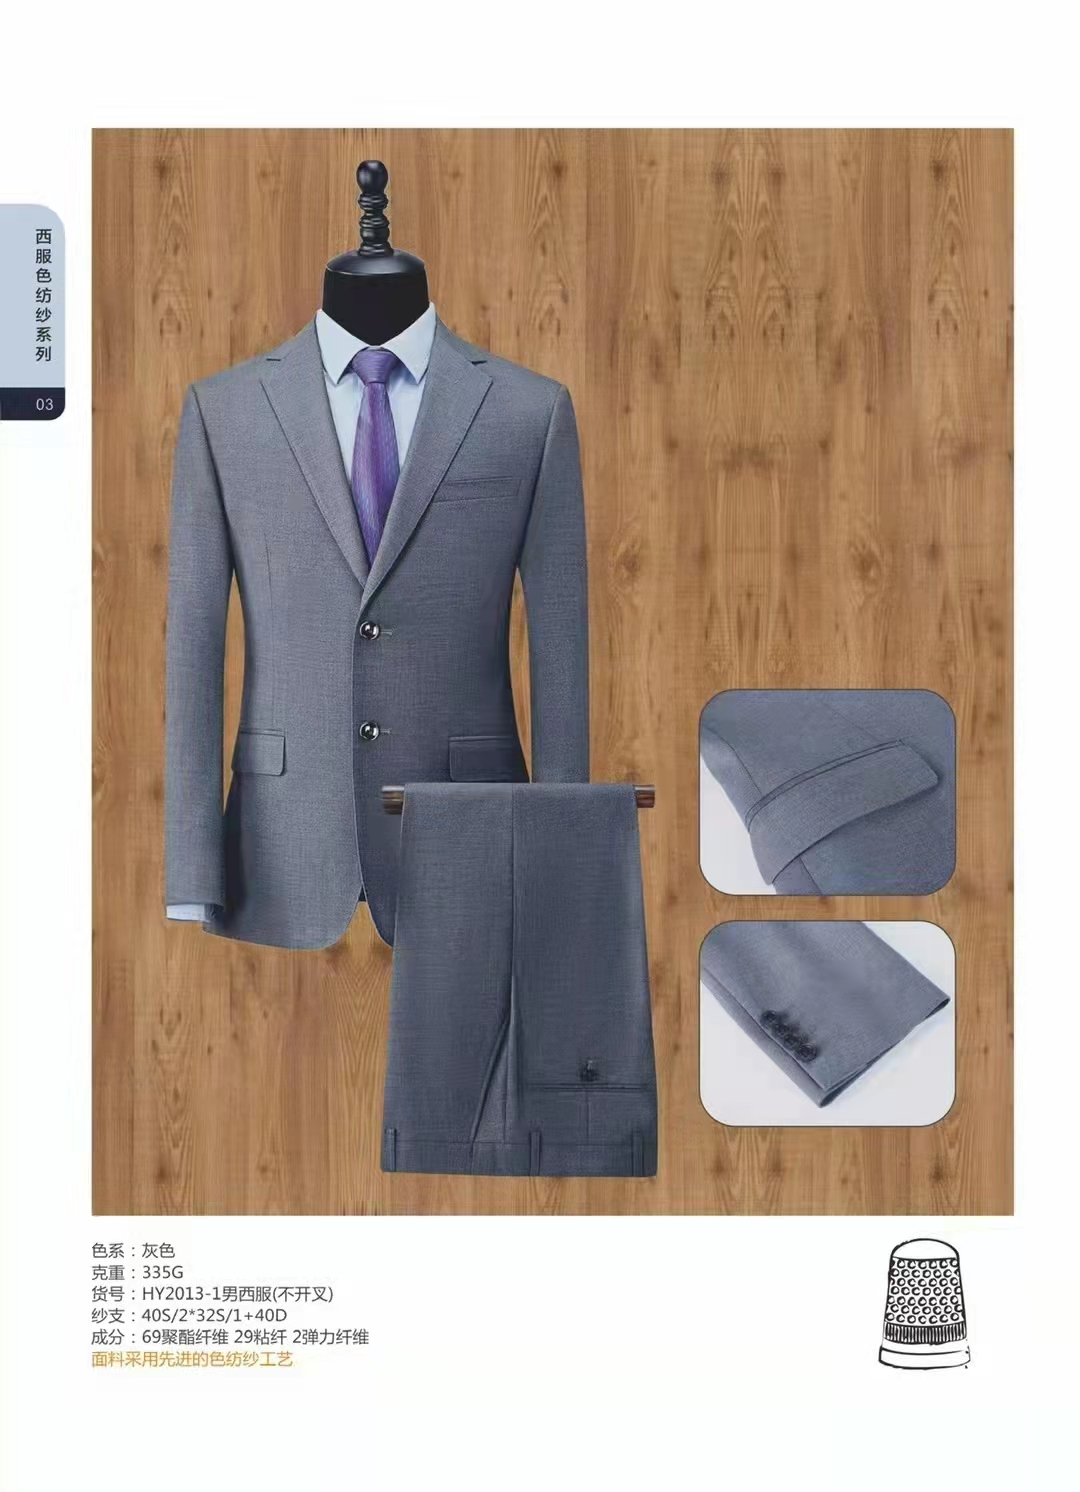 西服色纺纱系列
03
色系：灰色
克重：335G
货号：HY2013-1男西服(不开叉)
纱支：40S/2*32S/1+40D
成分：69聚酯纤维 29粘纤 2弹力纤维
面料采用先进的色纺纱工艺